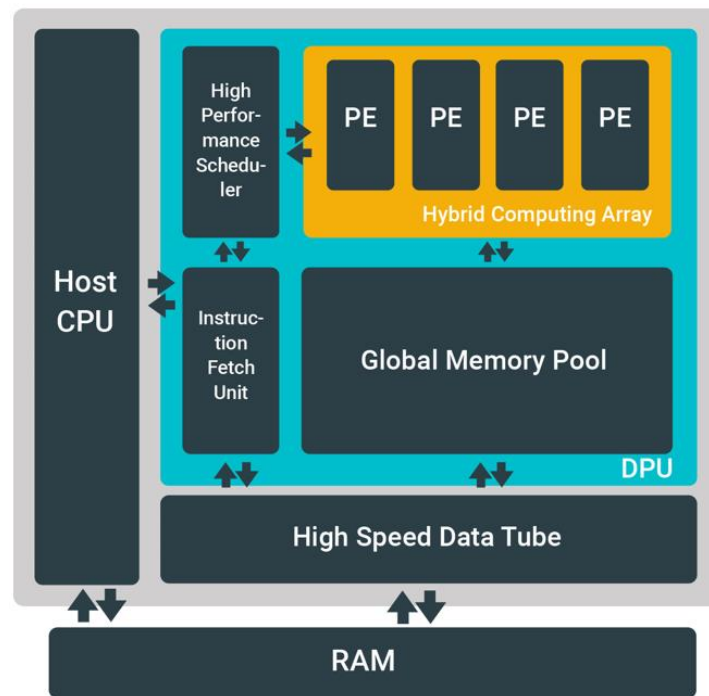 Host
CPU
High
Perfor-
mance
Schedu-
ler
PE
PE
PE
PE
Hybrid Computing Array
Instruc-
tion
Fetch
Unit
Global Memory Pool
DPU
High Speed Data Tube
RAM